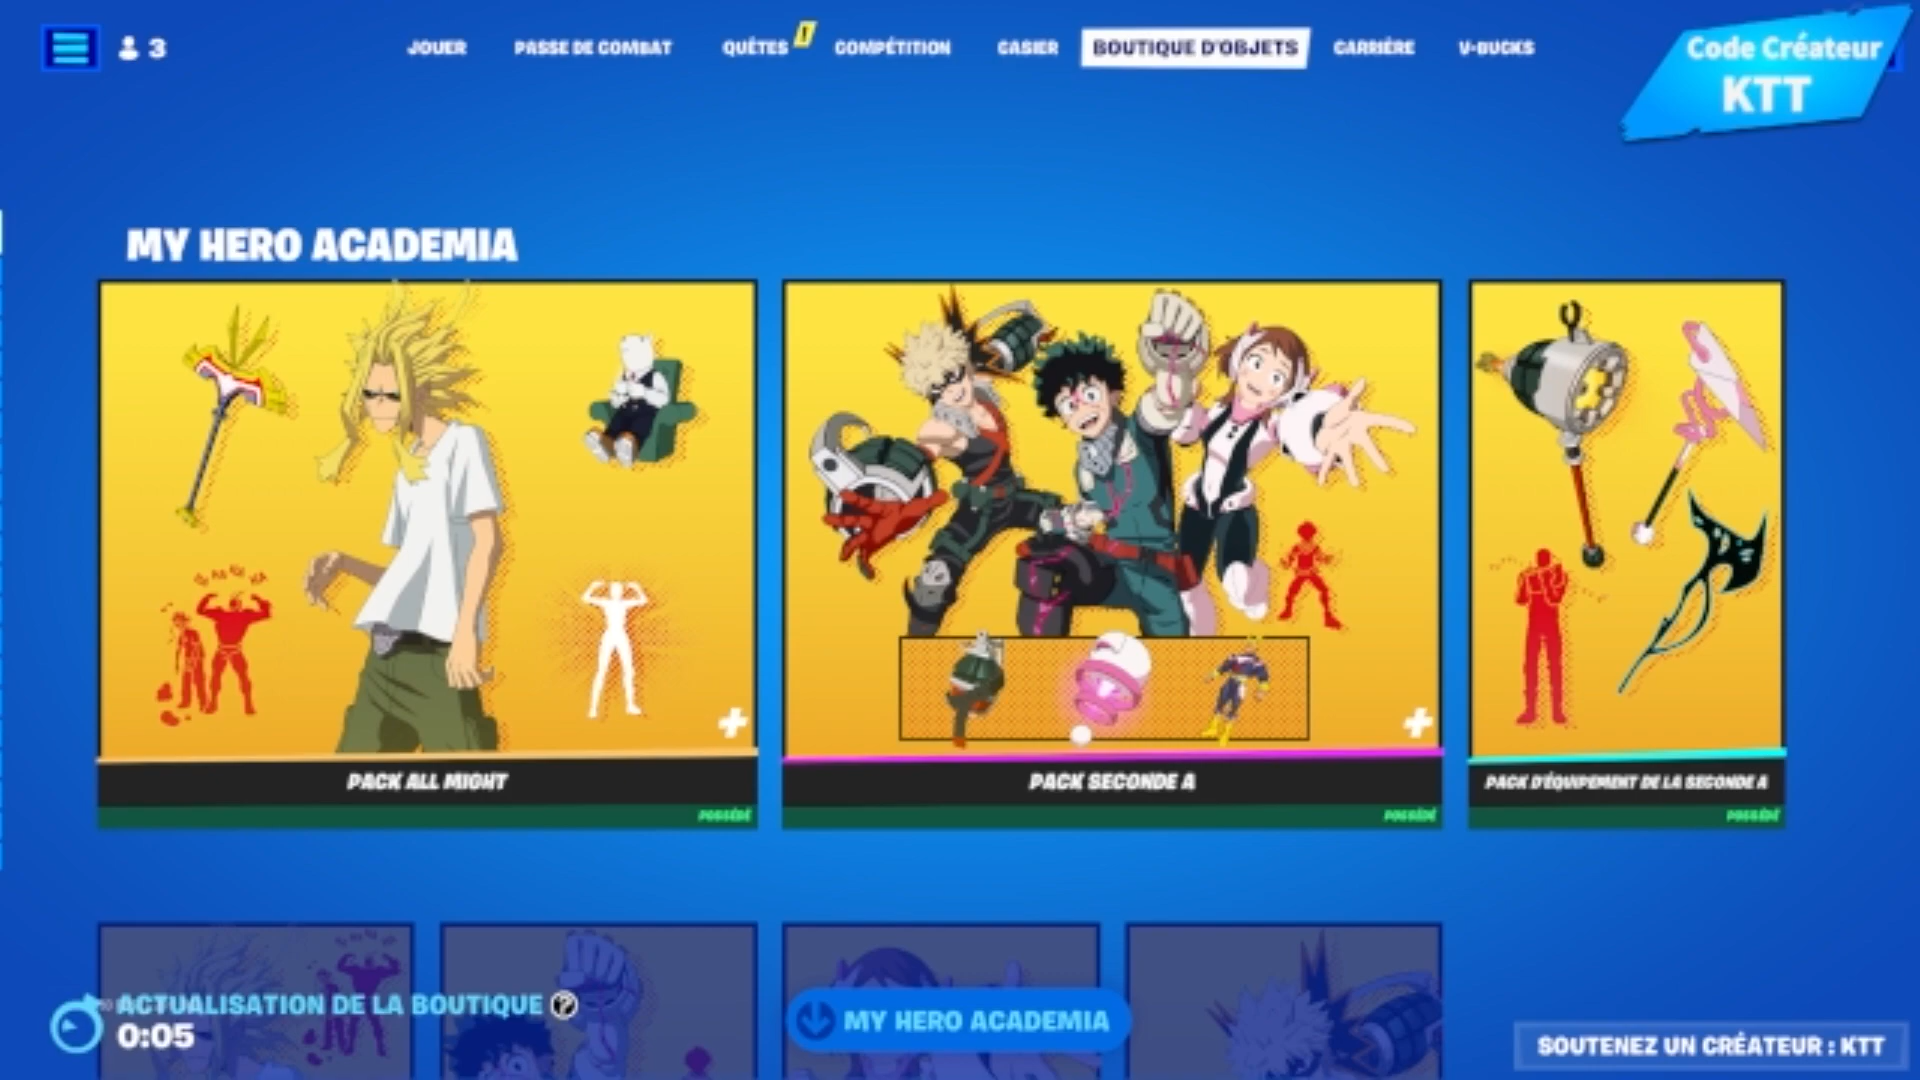 3
JOUER
PASSE DE COMBAT
QUÊTES
!
COMPÉTITION
CASIER
BOUTIQUE D'OBJETS
CARRIÈRE
V-BUCKS
Code Créateur
KTT
MY HERO ACADEMIA
PACK ALL MIGHT
POSSÉDÉ
PACK SECONDE A
POSSÉDÉ
PACK D'ÉQUIPEMENT DE LA SECONDE A
POSSÉDÉ
ACTUALISATION DE LA BOUTIQUE ?
0:05
MY HERO ACADEMIA
SOUTENEZ UN CRÉATEUR : KTT